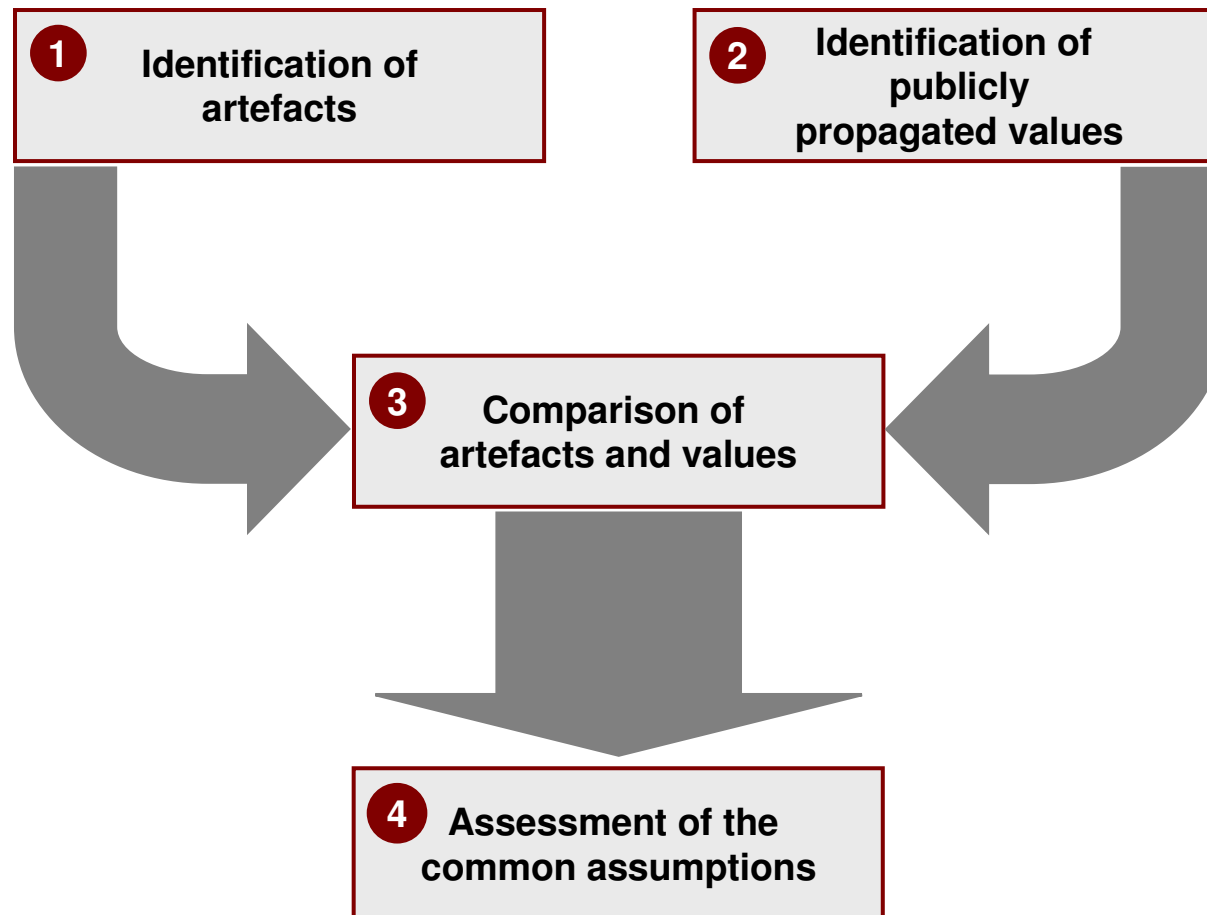 1
Identification of
artefacts
2
Identification of
publicly
propagated values
3
Comparison of
artefacts and values
4
Assessment of the
common assumptions